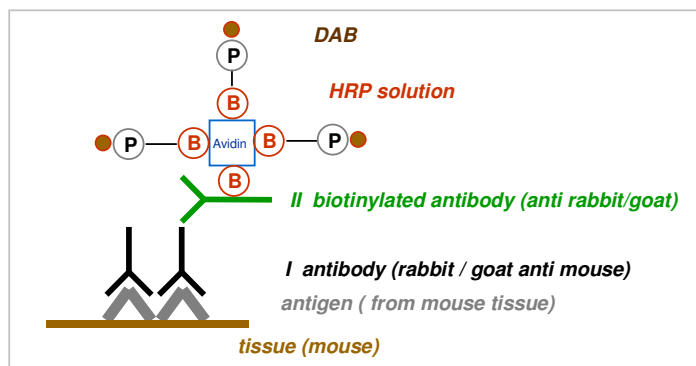 DAB
P
HRP solution
B
P B Avidin B P
B
II biotinylated antibody (anti rabbit/goat)
I antibody (rabbit / goat anti mouse)
antigen ( from mouse tissue)
tissue (mouse)